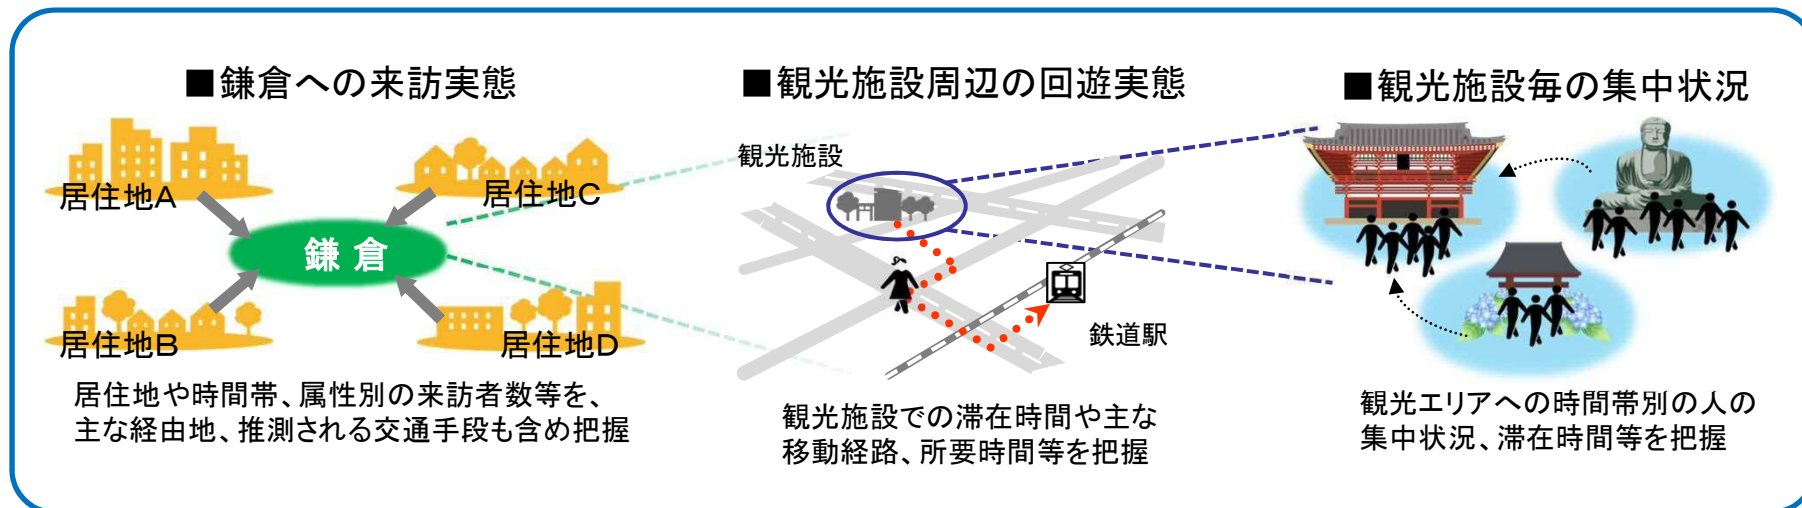 ■鎌倉への来訪実態
居住地A
居住地C
鎌倉
居住地B
居住地D
居住地や時間帯、属性別の来訪者数等を、
主な経由地、推測される交通手段も含め把握
■観光施設周辺の回遊実態
観光施設
鉄道駅
観光施設での滞在時間や主な
移動経路、所要時間等を把握
■観光施設毎の集中状況
観光エリアへの時間帯別の人の
集中状況、滞在時間等を把握